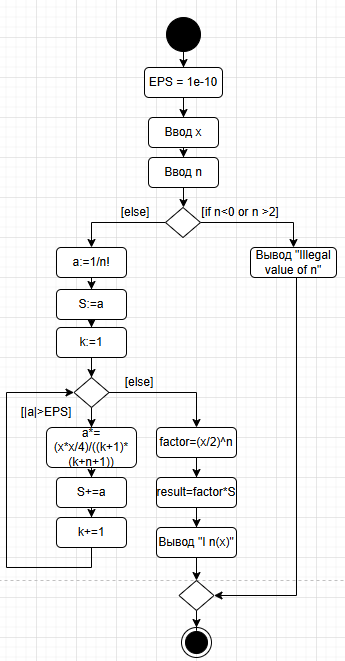 EPS = 1e-10
Ввод x
Ввод n
[else]
[if n<0 or n >2]
a:=1/n!
Вывод "Illegal
value of n"
S:=a
k:=1
[else]
[|a|>EPS]
a*=
(x*x/4)/((k+1)*
(k+n+1))
factor=(x/2)^n
S+=a
result=factor*S
k+=1
Вывод "I n(x)"